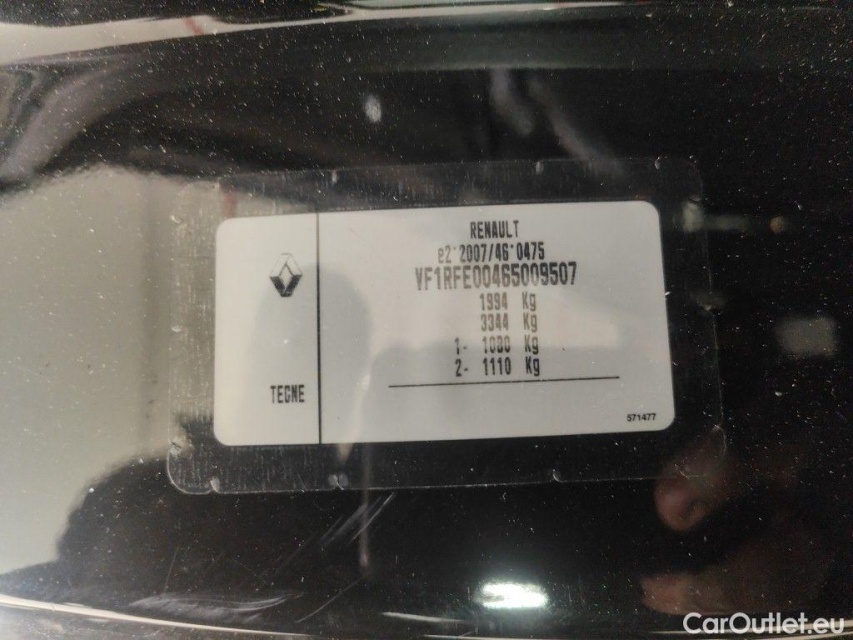 RENAULT
e2*2007/46*0475
VF1RFE00465009507
1994 Kg
3344 Kg
1- 1080 Kg
2- 1110 Kg
TECNE
571477
CarOutlet.eu